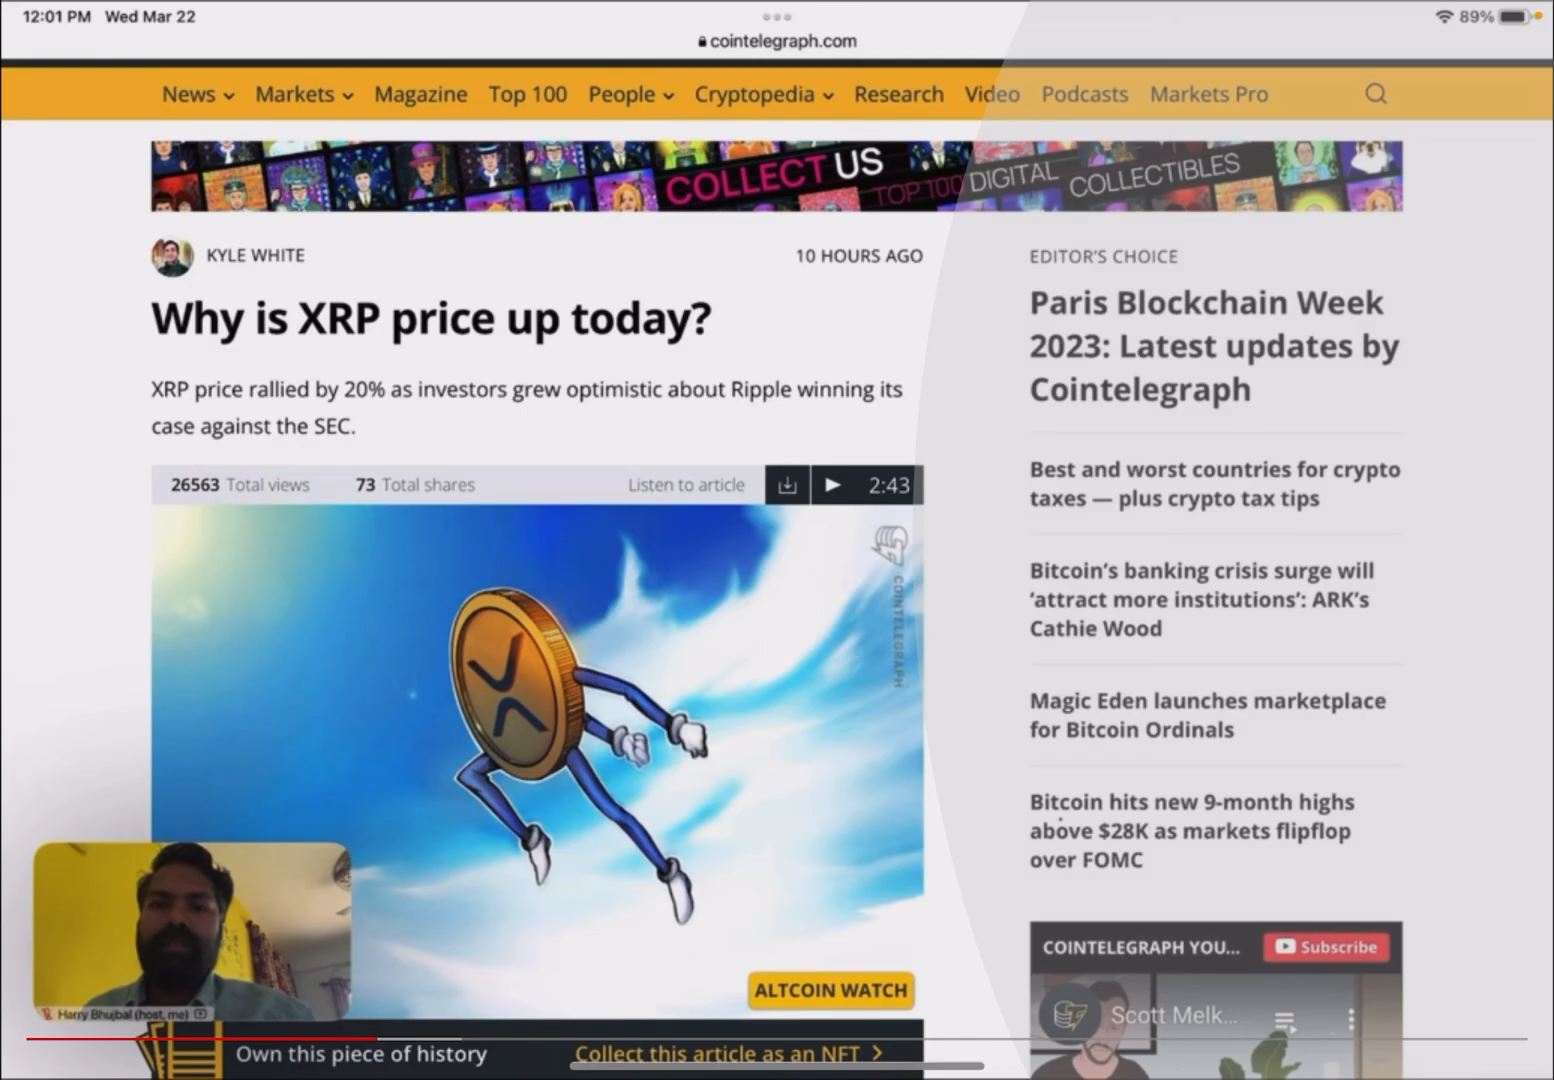 12:01 PM Wed Mar 22
89%
cointelegraph.com
News Markets Magazine Top 100 People Cryptopedia Research Video Podcasts Markets Pro
COLLECT US TOP 100 DIGITAL COLLECTIBLES
KYLE WHITE
10 HOURS AGO
Why is XRP price up today?
XRP price rallied by 20% as investors grew optimistic about Ripple winning its
case against the SEC.
26563 Total views 73 Total shares Listen to article 2:43
COINTELEGRAPH
ALTCOIN WATCH
Harry Bhujbal (host, me)
Own this piece of history
Collect this article as an NFT
EDITOR'S CHOICE
Paris Blockchain Week
2023: Latest updates by
Cointelegraph
Best and worst countries for crypto
taxes — plus crypto tax tips
Bitcoin's banking crisis surge will
'attract more institutions': ARK's
Cathie Wood
Magic Eden launches marketplace
for Bitcoin Ordinals
Bitcoin hits new 9-month highs
above $28K as markets flipflop
over FOMC
COINTELEGRAPH YOU...
Subscribe
Scott Melk...